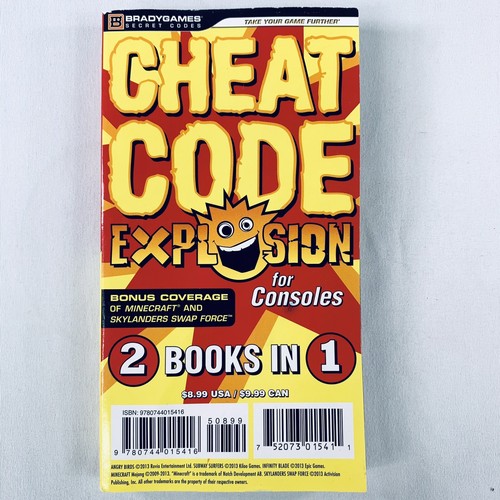 BRADYGAMES®
SECRET CODES
TAKE YOUR GAME FURTHER®
CHEAT
CODE
EXPLOSION
for
Consoles
BONUS COVERAGE
OF MINECRAFT® AND
SKYLANDERS SWAP FORCE™
2 BOOKS IN 1
$8.99 USA / $9.99 CAN
ISBN: 9780744015416
50899
9 780744 015416
7 52073 01541 1
ANGRY BIRDS ©2013 Rovio Entertainment Ltd. SUBWAY SURFERS ©2013 Kiloo Games. INFINITY BLADE ©2013 Epic Games.
MINECRAFT Mojang ©2009-2013. "Minecraft" is a trademark of Notch Development AB. SKYLANDERS SWAP FORCE ©2013 Activision
Publishing, Inc. All other trademarks are the property of their respective owners.